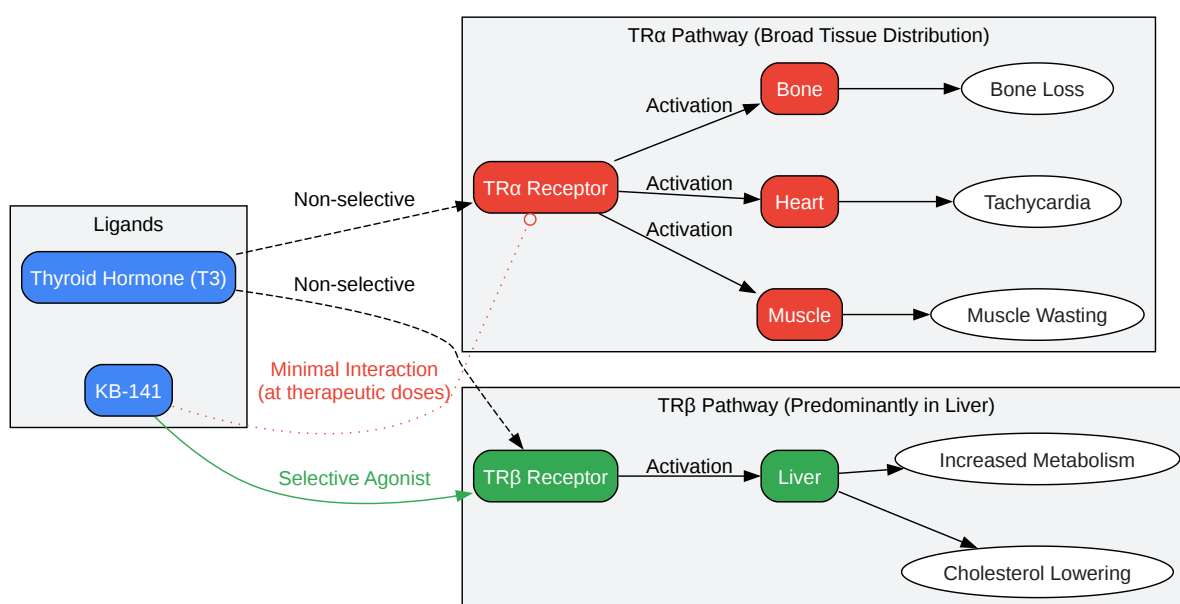 TRα Pathway (Broad Tissue Distribution)
Bone
Bone Loss
Activation
TRα Receptor
Activation
Heart
Tachycardia
Non-selective
Ligands
Activation
Thyroid Hormone (T3)
Non-selective
Muscle
Muscle Wasting
Minimal Interaction
(at therapeutic doses)
KB-141
TRβ Pathway (Predominantly in Liver)
Selective Agonist
TRβ Receptor
Activation
Liver
Increased Metabolism
Cholesterol Lowering